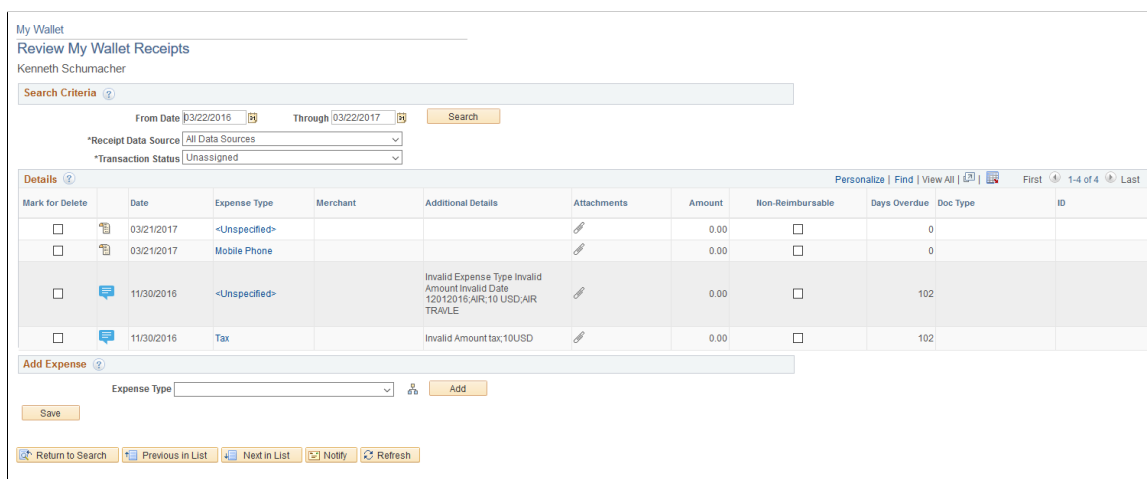 My Wallet
Review My Wallet Receipts
Kenneth Schumacher
Search Criteria ?
From Date 03/22/2016 31 Through 03/22/2017 31 Search
*Receipt Data Source All Data Sources
*Transaction Status Unassigned
Details ? Personalize | Find | View All | | First 1-4 of 4 Last
Mark for Delete Date Expense Type Merchant Additional Details Attachments Amount Non-Reimbursable Days Overdue Doc Type ID
03/21/2017 <Unspecified> 0.00 0
03/21/2017 Mobile Phone 0.00 0
11/30/2016 <Unspecified> Invalid Expense Type Invalid
Amount Invalid Date
12012016;AIR;10 USD;AIR
TRAVLE 0.00 102
11/30/2016 Tax Invalid Amount tax;10USD 0.00 102
Add Expense ?
Expense Type Add
Save
Return to Search Previous in List Next in List Notify Refresh